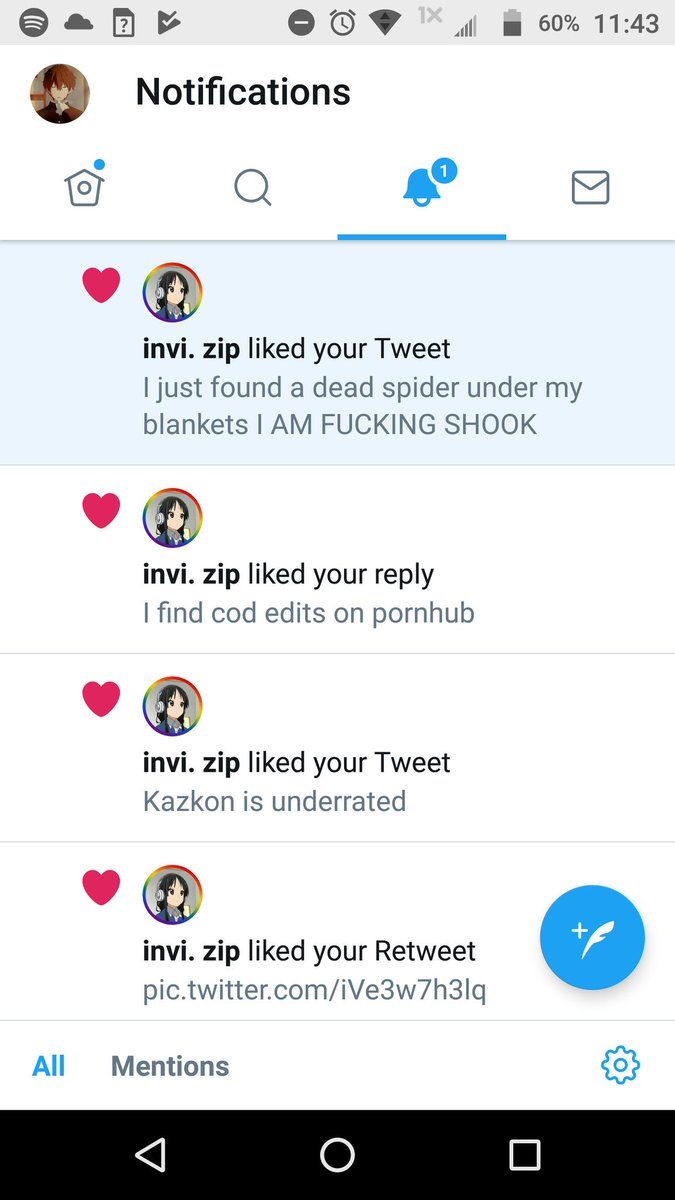 1X 60% 11:43
Notifications
1
invi. zip liked your Tweet
I just found a dead spider under my
blankets I AM FUCKING SHOOK
invi. zip liked your reply
I find cod edits on pornhub
invi. zip liked your Tweet
Kazkon is underrated
invi. zip liked your Retweet
pic.twitter.com/iVe3w7h3lq
All Mentions